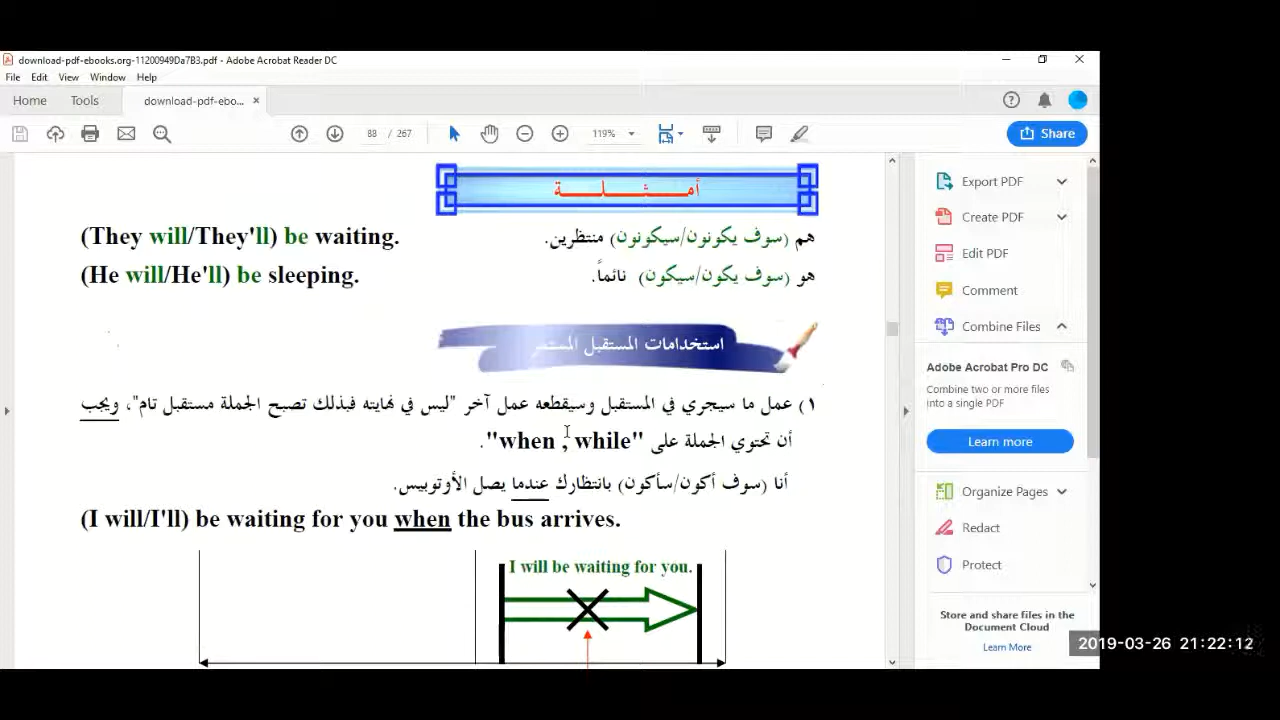 download-pdf-ebooks.org-11200949Da7B3.pdf - Adobe Acrobat Reader DC
File Edit View Window Help
Home Tools download-pdf-ebo... ×
88 / 267 119% Share
أمــــثــــلــــة
(They will/They'll) be waiting. هم (سوف يكونون/سيكونون) منتظرين.
(He will/He'll) be sleeping. هو (سوف يكون/سيكون) نائماً.
استخدامات المستقبل المستمر
١) عمل ما سيجري في المستقبل وسيقطعه عمل آخر "ليس في نهايته فبذلك تصبح الجملة مستقبل تام"، ويجب
أن تحتوي الجملة على "when , while".
أنا (سوف أكون/سأكون) بانتظارك عندما يصل الأوتوبيس.
(I will/I'll) be waiting for you when the bus arrives.
I will be waiting for you.
Export PDF
Create PDF
Edit PDF
Comment
Combine Files
Adobe Acrobat Pro DC
Combine two or more files
into a single PDF
Learn more
Organize Pages
Redact
Protect
Store and share files in the
Document Cloud
Learn More
2019-03-26 21:22:12